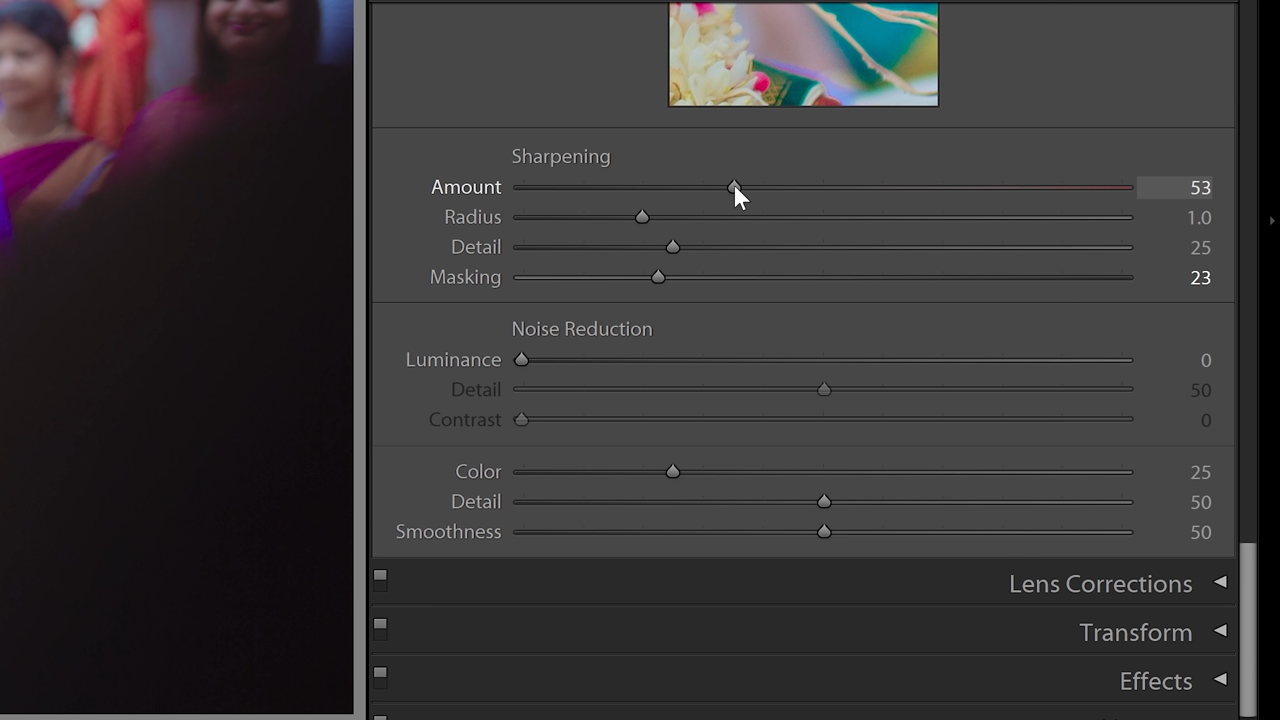 Sharpening
Amount 53
Radius 1.0
Detail 25
Masking 23
Noise Reduction
Luminance 0
Detail 50
Contrast 0
Color 25
Detail 50
Smoothness 50
Lens Corrections
Transform
Effects